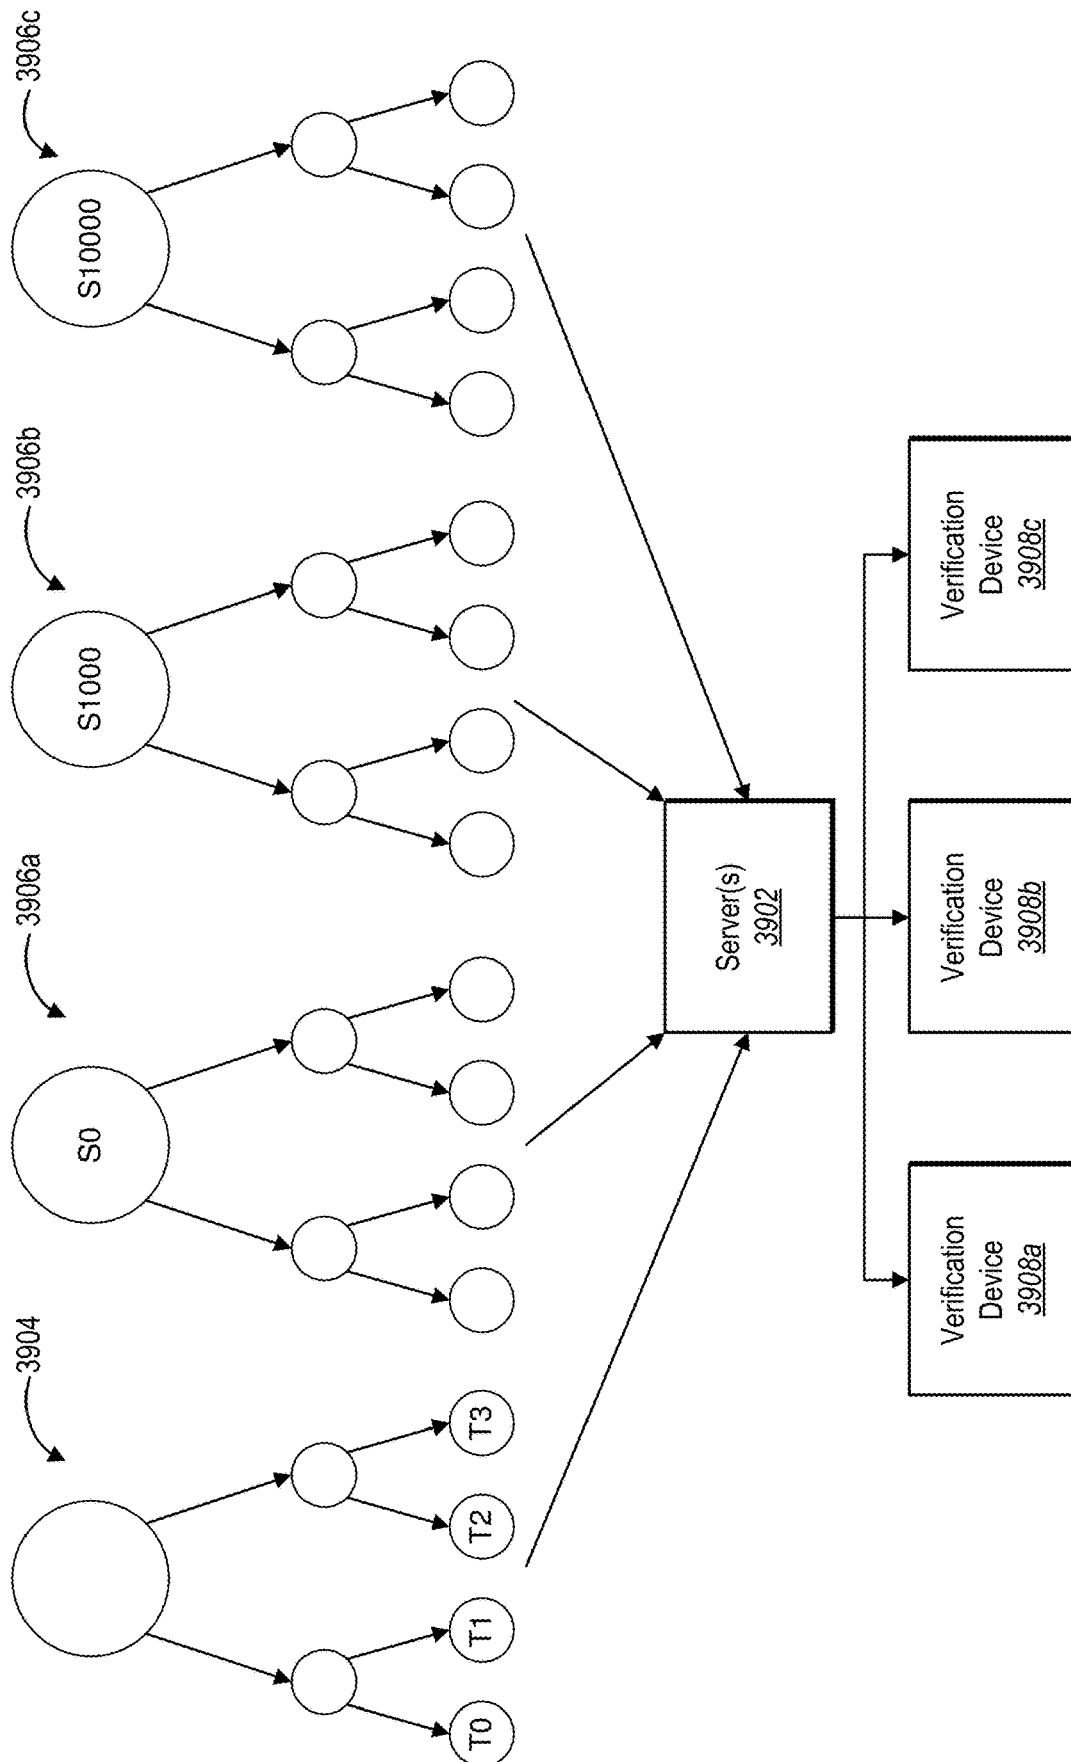 3904
3906a
3906b
3906c
S0
S1000
S10000
T0
T1
T2
T3
Server(s)
3902
Verification
Device
3908a
Verification
Device
3908b
Verification
Device
3908c